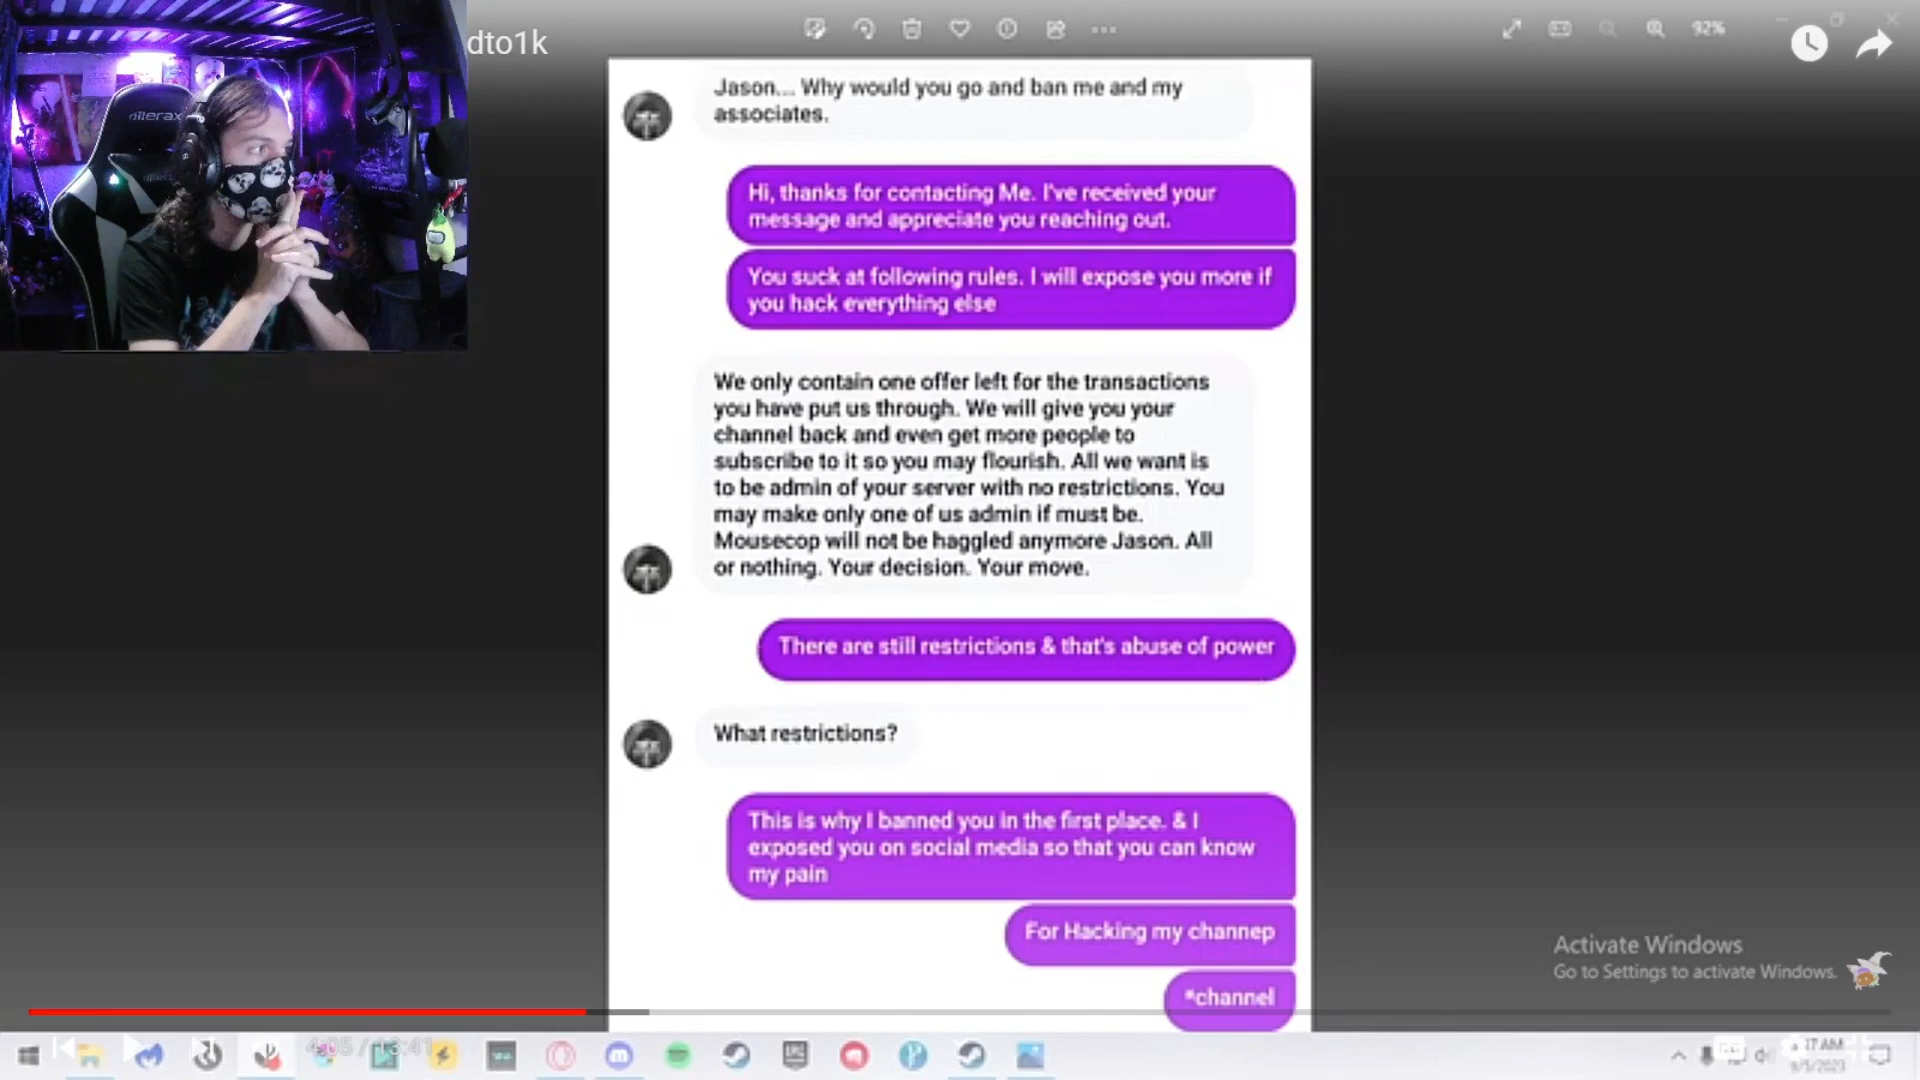 dto1k
92%
Jason... Why would you go and ban me and my
associates.
Hi, thanks for contacting Me. I've received your
message and appreciate you reaching out.
You suck at following rules. I will expose you more if
you hack everything else
We only contain one offer left for the transactions
you have put us through. We will give you your
channel back and even get more people to
subscribe to it so you may flourish. All we want is
to be admin of your server with no restrictions. You
may make only one of us admin if must be.
Mousecop will not be haggled anymore Jason. All
or nothing. Your decision. Your move.
There are still restrictions & that's abuse of power
What restrictions?
This is why I banned you in the first place. & I
exposed you on social media so that you can know
my pain
For Hacking my channep
*channel
Activate Windows
Go to Settings to activate Windows.
4:05 / 13:41
9/5/2023